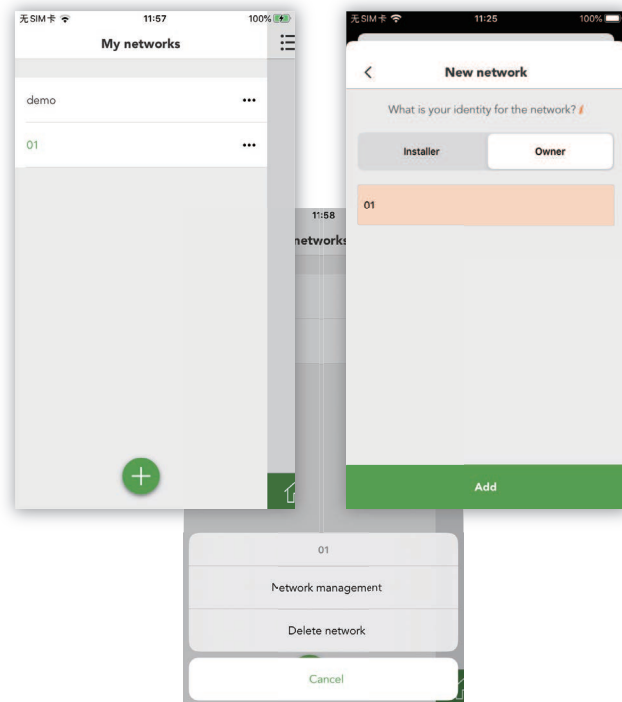 无SIM卡 11:57 100%
My networks
demo
01
无SIM卡 11:25 100%
New network
What is your identity for the network? i
Installer Owner
01
Add
11:58
networks
01
Network management
Delete network
Cancel